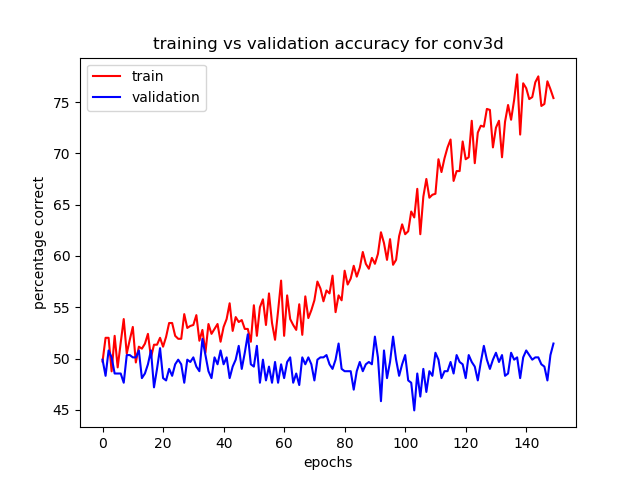 training vs validation accuracy for conv3d
train
validation
percentage correct
75
70
65
60
55
50
45
0 20 40 60 80 100 120 140
epochs